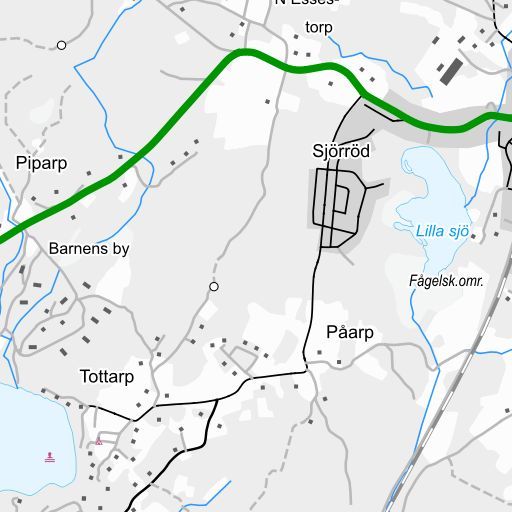 N Esses-
torp
Sjörröd
Piparp
Lilla sjö
Barnens by
Fågelsk.omr.
Påarp
Tottarp